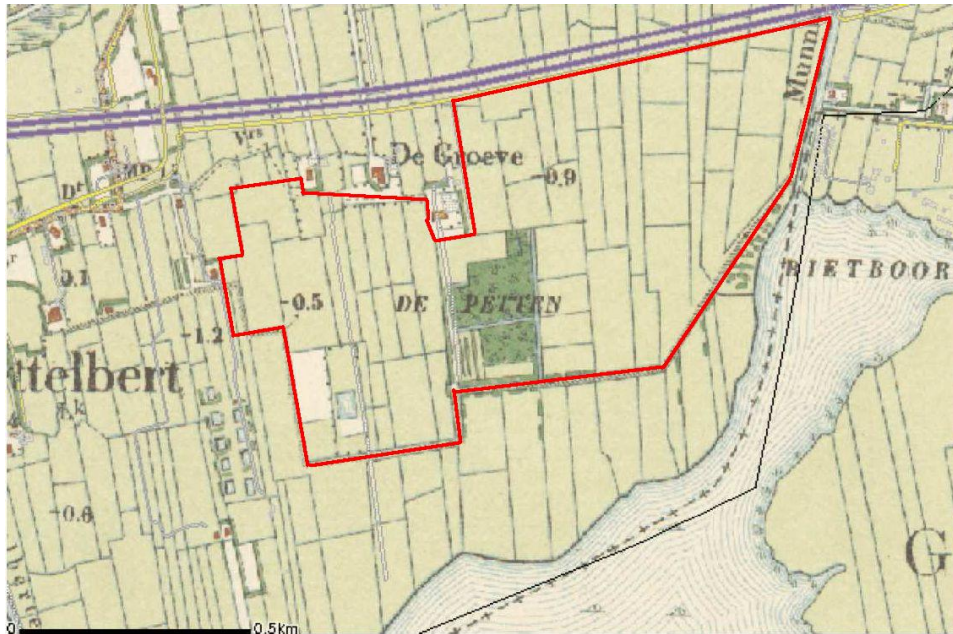 Munn
Vrs
De Groeve
-0.9
0.1
-0.5
DE PETTEN
RIETBOOR
-1.2
ttelbert
-0.6
G
0
0.5Km